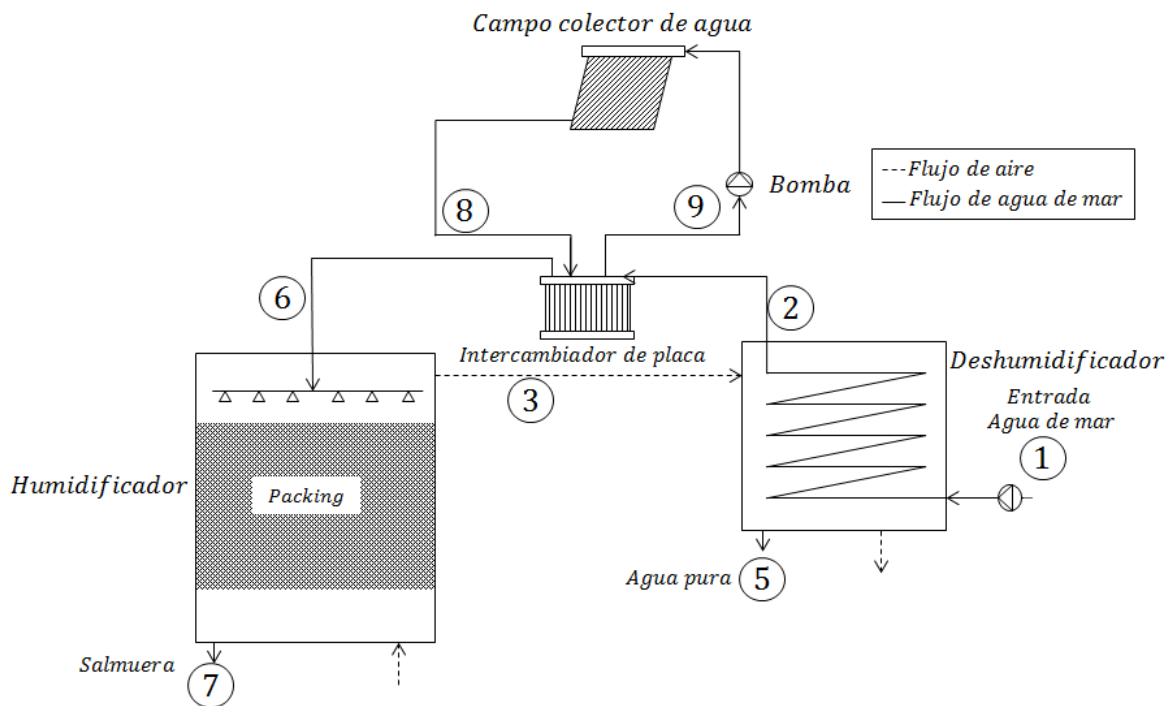 Campo colector de agua
---Flujo de aire
Flujo de agua de mar
Bomba
8
9
6
2
Intercambiador de placa
3
Deshumidificador
Entrada
Agua de mar
1
Humidificador
Packing
Agua pura
5
Salmuera
7